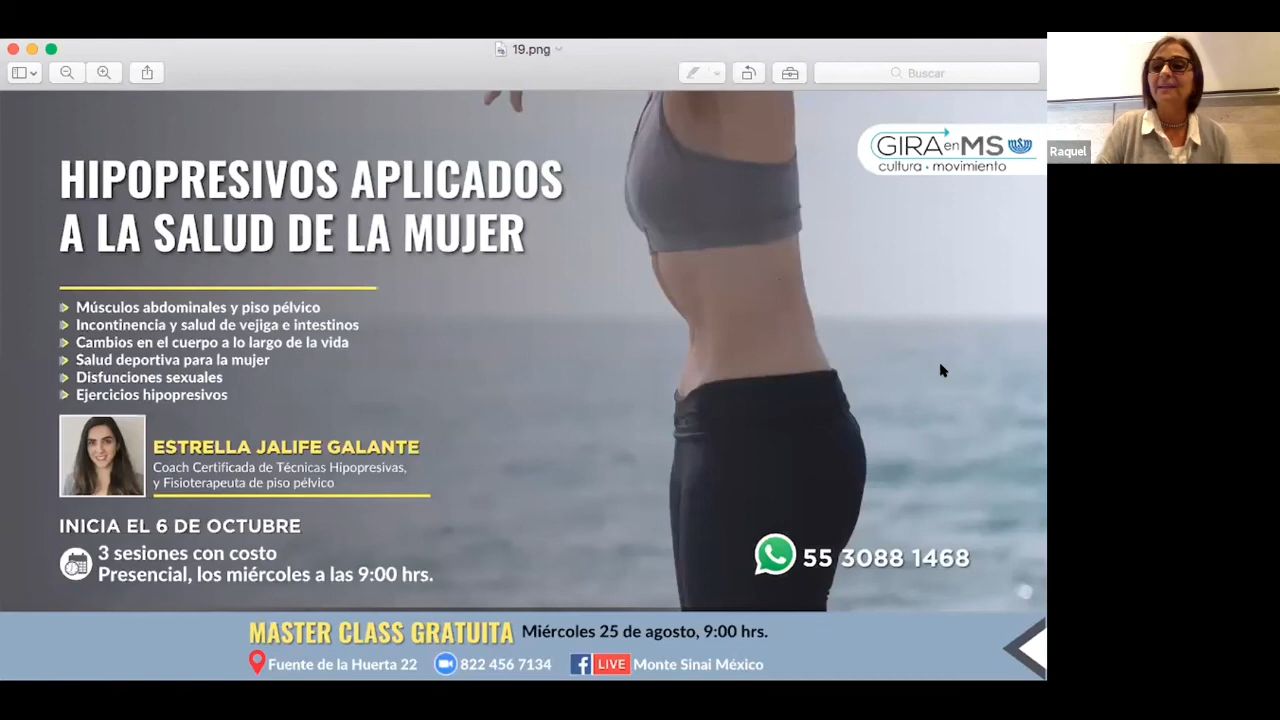 19.png
Buscar
Raquel
GIRA en MS
cultura • movimiento
HIPOPRESIVOS APLICADOS
A LA SALUD DE LA MUJER
Músculos abdominales y piso pélvico
Incontinencia y salud de vejiga e intestinos
Cambios en el cuerpo a lo largo de la vida
Salud deportiva para la mujer
Disfunciones sexuales
Ejercicios hipopresivos
ESTRELLA JALIFE GALANTE
Coach Certificada de Técnicas Hipopresivas,
y Fisioterapeuta de piso pélvico
INICIA EL 6 DE OCTUBRE
3 sesiones con costo
Presencial, los miércoles a las 9:00 hrs.
55 3088 1468
MASTER CLASS GRATUITA Miércoles 25 de agosto, 9:00 hrs.
Fuente de la Huerta 22 822 456 7134 LIVE Monte Sinai México